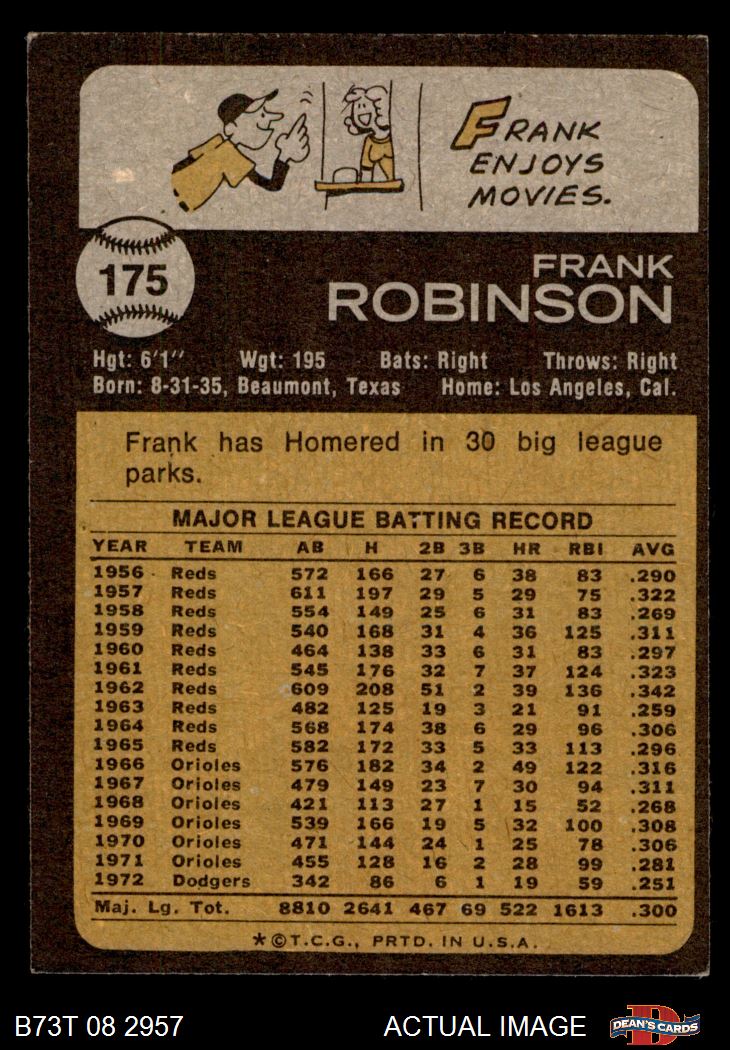 FRANK
ENJOYS
MOVIES.
175
FRANK
ROBINSON
Hgt: 6'1" Wgt: 195 Bats: Right Throws: Right
Born: 8-31-35, Beaumont, Texas Home: Los Angeles, Cal.
Frank has Homered in 30 big league
parks.
MAJOR LEAGUE BATTING RECORD
YEAR TEAM AB H 2B 3B HR RBI AVG
1956 Reds 572 166 27 6 38 83 .290
1957 Reds 611 197 29 5 29 75 .322
1958 Reds 554 149 25 6 31 83 .269
1959 Reds 540 168 31 4 36 125 .311
1960 Reds 464 138 33 6 31 83 .297
1961 Reds 545 176 32 7 37 124 .323
1962 Reds 609 208 51 2 39 136 .342
1963 Reds 482 125 19 3 21 91 .259
1964 Reds 568 174 38 6 29 96 .306
1965 Reds 582 172 33 5 33 113 .296
1966 Orioles 576 182 34 2 49 122 .316
1967 Orioles 479 149 23 7 30 94 .311
1968 Orioles 421 113 27 1 15 52 .268
1969 Orioles 539 166 19 5 32 100 .308
1970 Orioles 471 144 24 1 25 78 .306
1971 Orioles 455 128 16 2 28 99 .281
1972 Dodgers 342 86 6 1 19 59 .251
Maj. Lg. Tot. 8810 2641 467 69 522 1613 .300
*©T.C.G., PRTD. IN U.S.A.
B73T 08 2957 ACTUAL IMAGE D DEAN'S CARDS